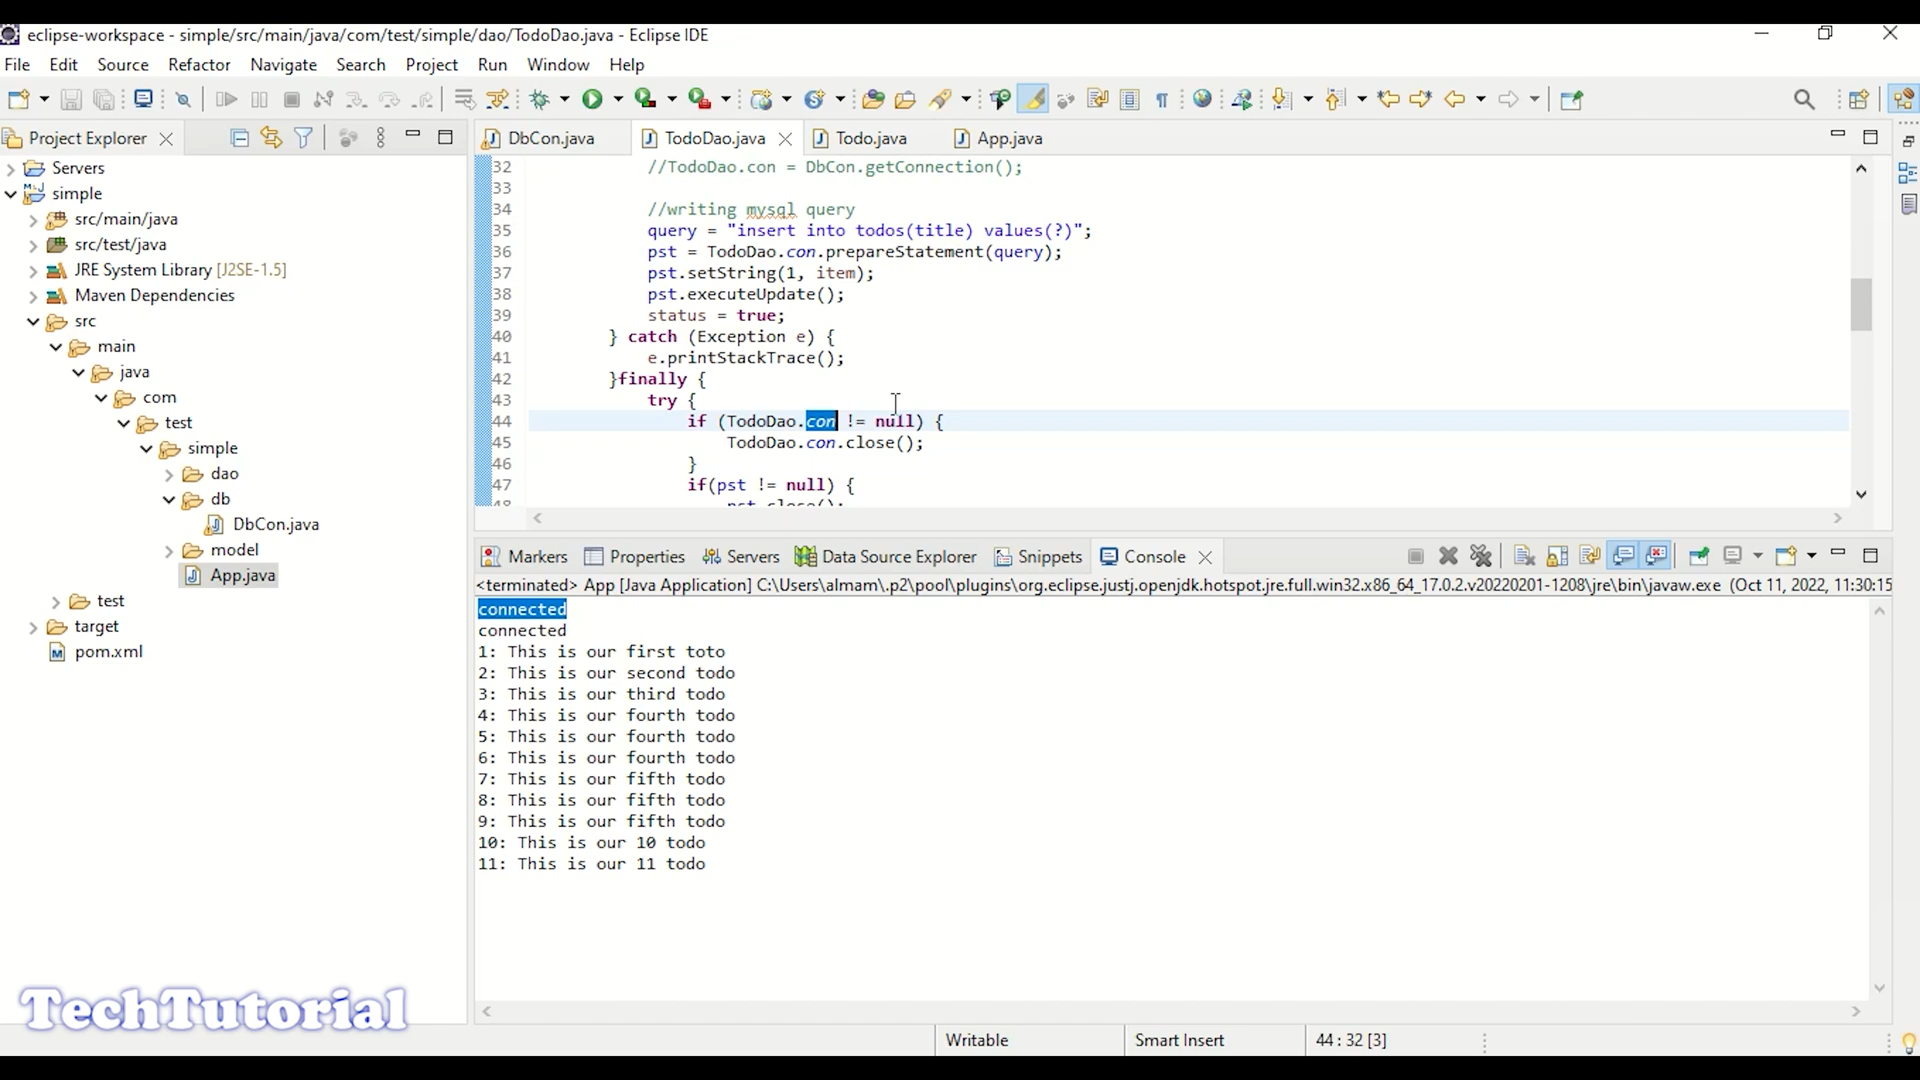 eclipse-workspace - simple/src/main/java/com/test/simple/dao/TodoDao.java - Eclipse IDE
File Edit Source Refactor Navigate Search Project Run Window Help
Project Explorer
Servers
simple
src/main/java
src/test/java
JRE System Library [J2SE-1.5]
Maven Dependencies
src
main
java
com
test
simple
dao
db
DbCon.java
model
App.java
test
target
pom.xml
DbCon.java TodoDao.java Todo.java App.java
32 //TodoDao.con = DbCon.getConnection();
33
34 //writing mysql query
35 query = "insert into todos(title) values(?)";
36 pst = TodoDao.con.prepareStatement(query);
37 pst.setString(1, item);
38 pst.executeUpdate();
39 status = true;
40 } catch (Exception e) {
41 e.printStackTrace();
42 }finally {
43 try {
44 if (TodoDao.con != null) {
45 TodoDao.con.close();
46 }
47 if(pst != null) {
48 pst.close();
Markers Properties Servers Data Source Explorer Snippets Console
<terminated> App [Java Application] C:\Users\almam\.p2\pool\plugins\org.eclipse.justj.openjdk.hotspot.jre.full.win32.x86_64_17.0.2.v20220201-1208\jre\bin\javaw.exe (Oct 11, 2022, 11:30:15
connected
connected
1: This is our first toto
2: This is our second todo
3: This is our third todo
4: This is our fourth todo
5: This is our fourth todo
6: This is our fourth todo
7: This is our fifth todo
8: This is our fifth todo
9: This is our fifth todo
10: This is our 10 todo
11: This is our 11 todo
TechTutorial
Writable Smart Insert 44 : 32 [3]